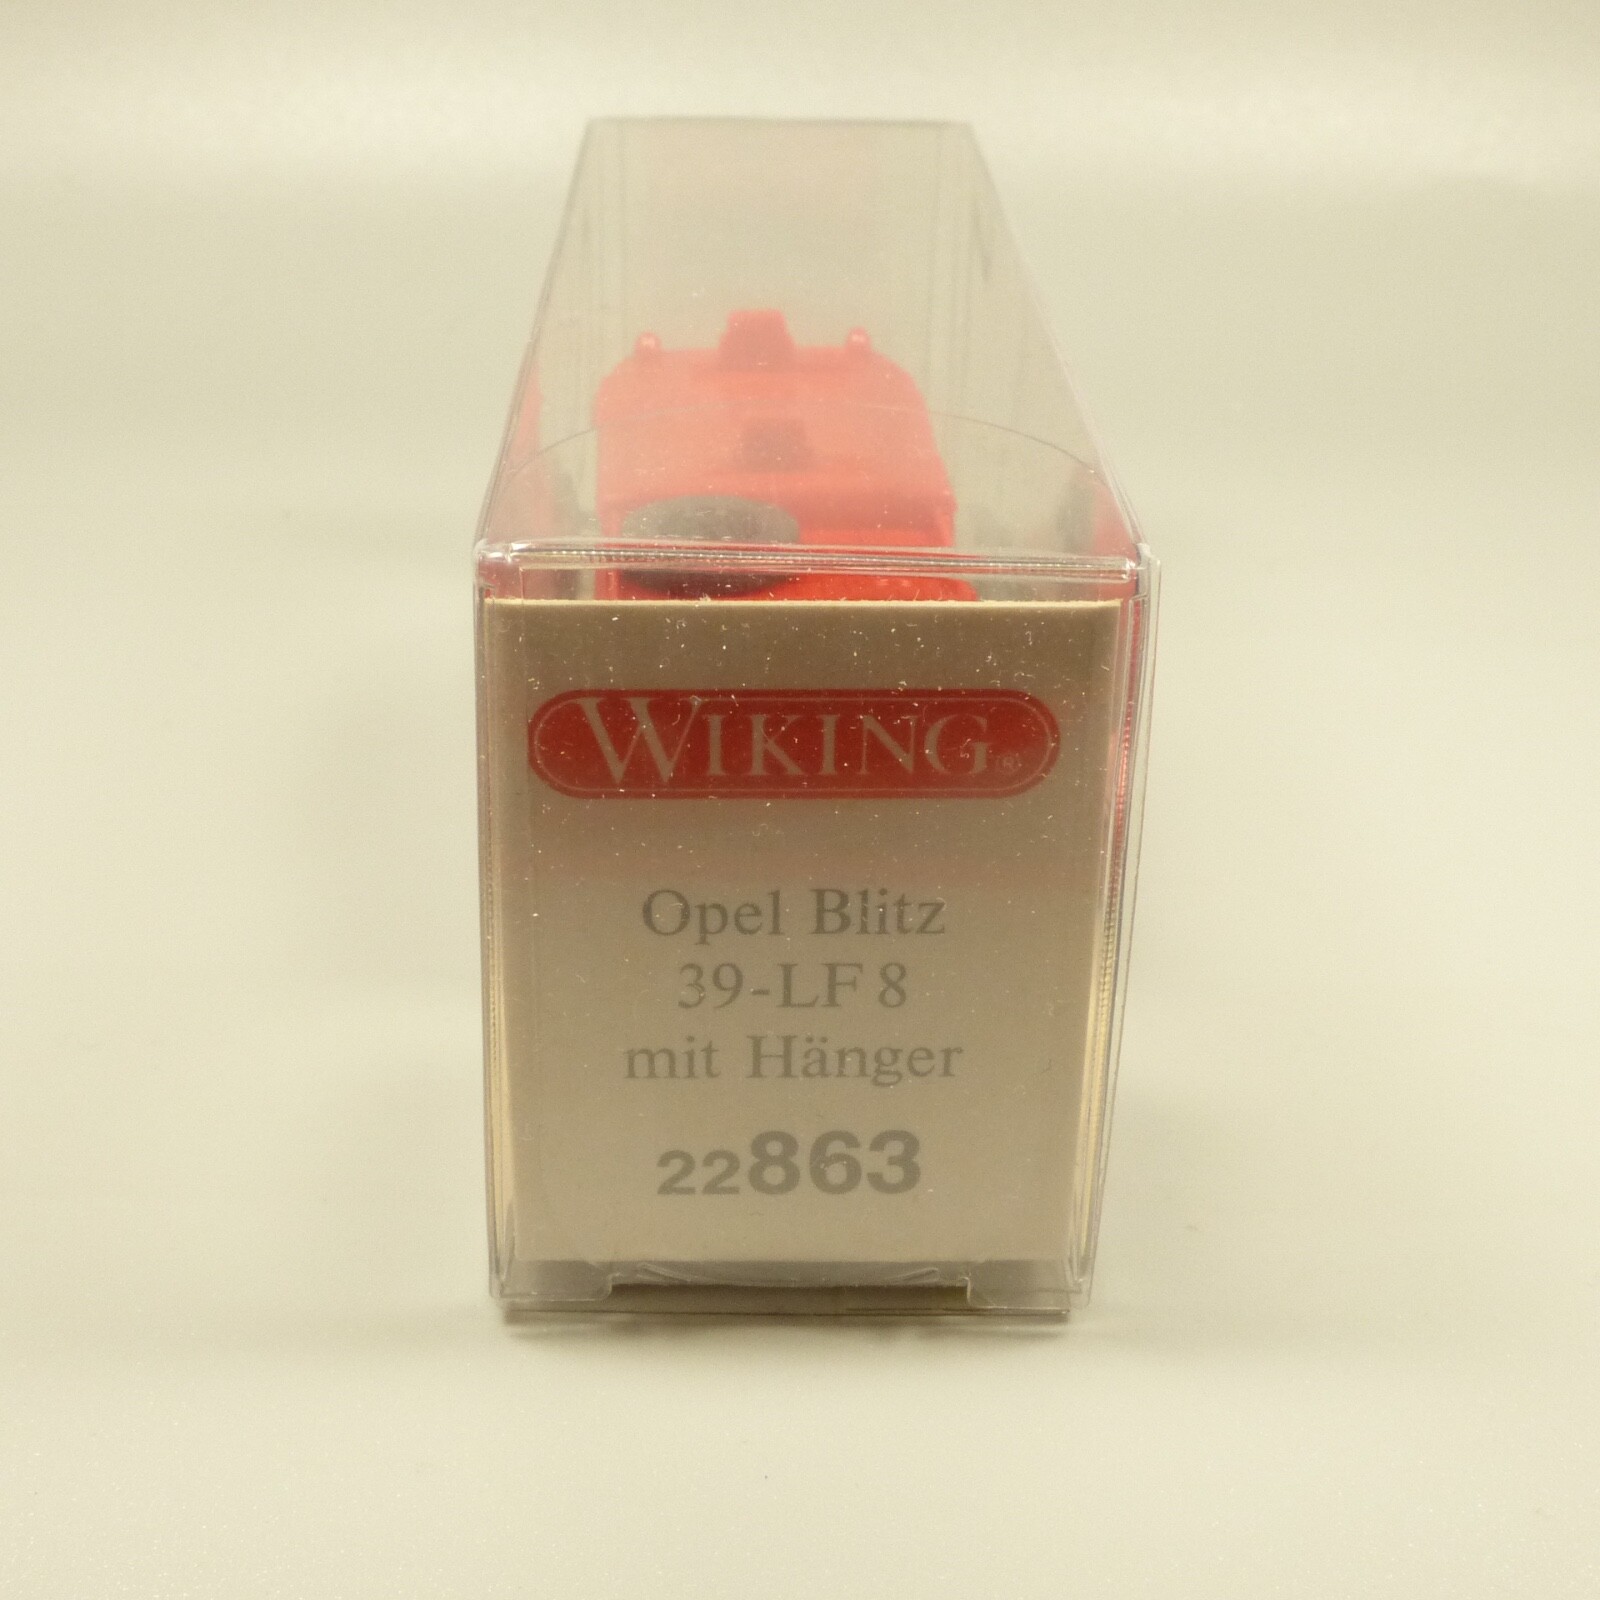 WIKING®
Opel Blitz
39-LF 8
mit Hänger
22863